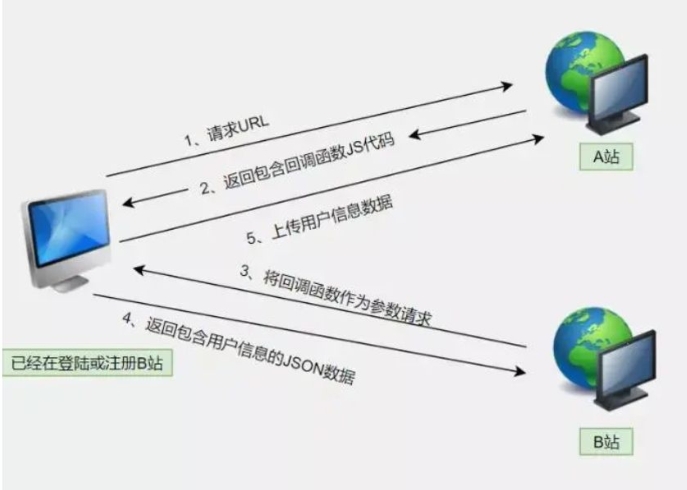 1、请求URL
2、返回包含回调函数JS代码
A站
5、上传用户信息数据
3、将回调函数作为参数请求
4、返回包含用户信息的JSON数据
已经在登陆或注册B站
B站